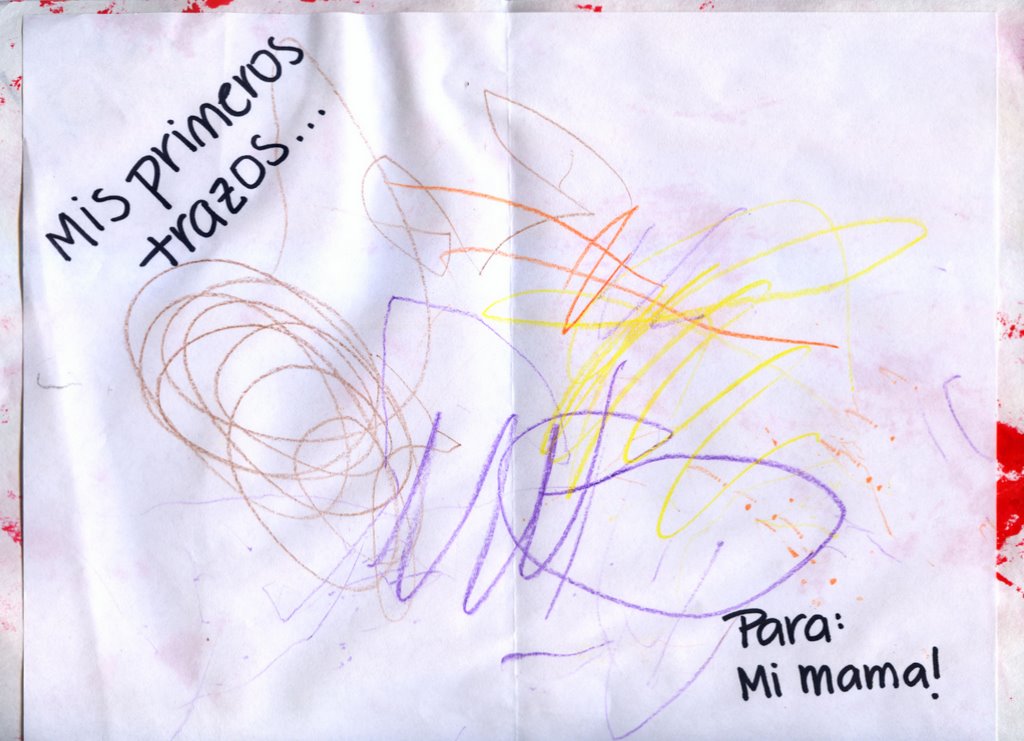 Mis primeros
trazos....
Para:
Mi mama!